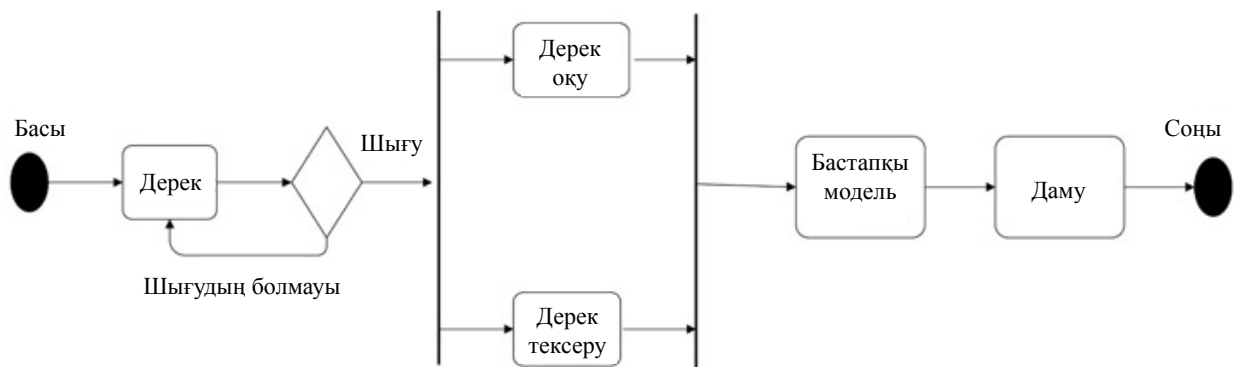 Басы
Дерек
Шығу
Шығудың болмауы
Дерек
оқу
Дерек
тексеру
Бастапқы
модель
Даму
Соңы